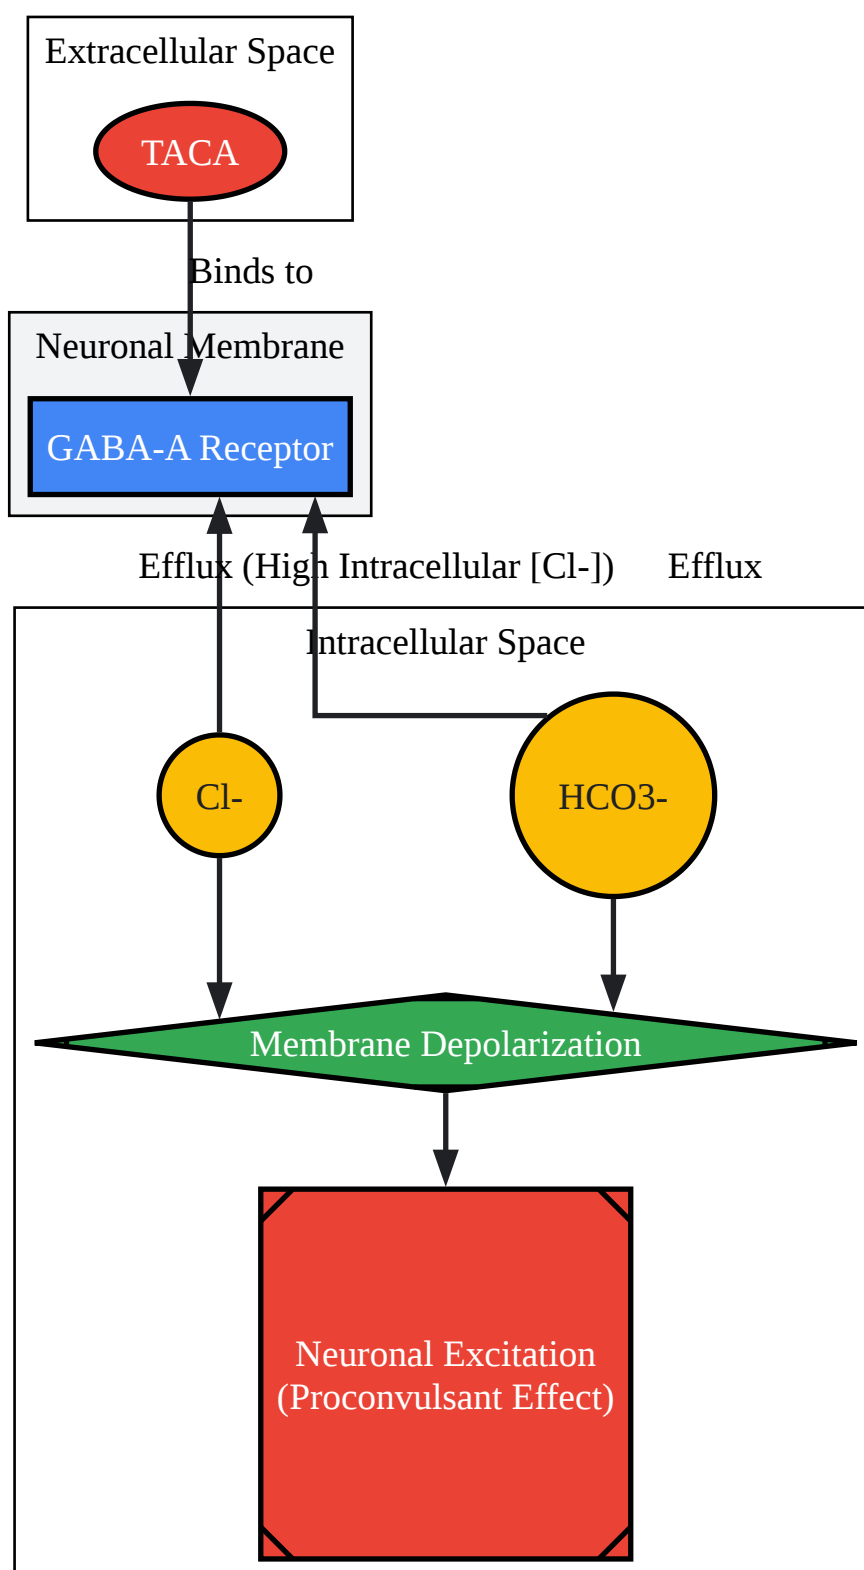 Extracellular Space
TACA
Binds to
Neuronal Membrane
GABA-A Receptor
Efflux (High Intracellular [Cl-])
Efflux
Intracellular Space
Cl-
HCO3-
Membrane Depolarization
Neuronal Excitation
(Proconvulsant Effect)